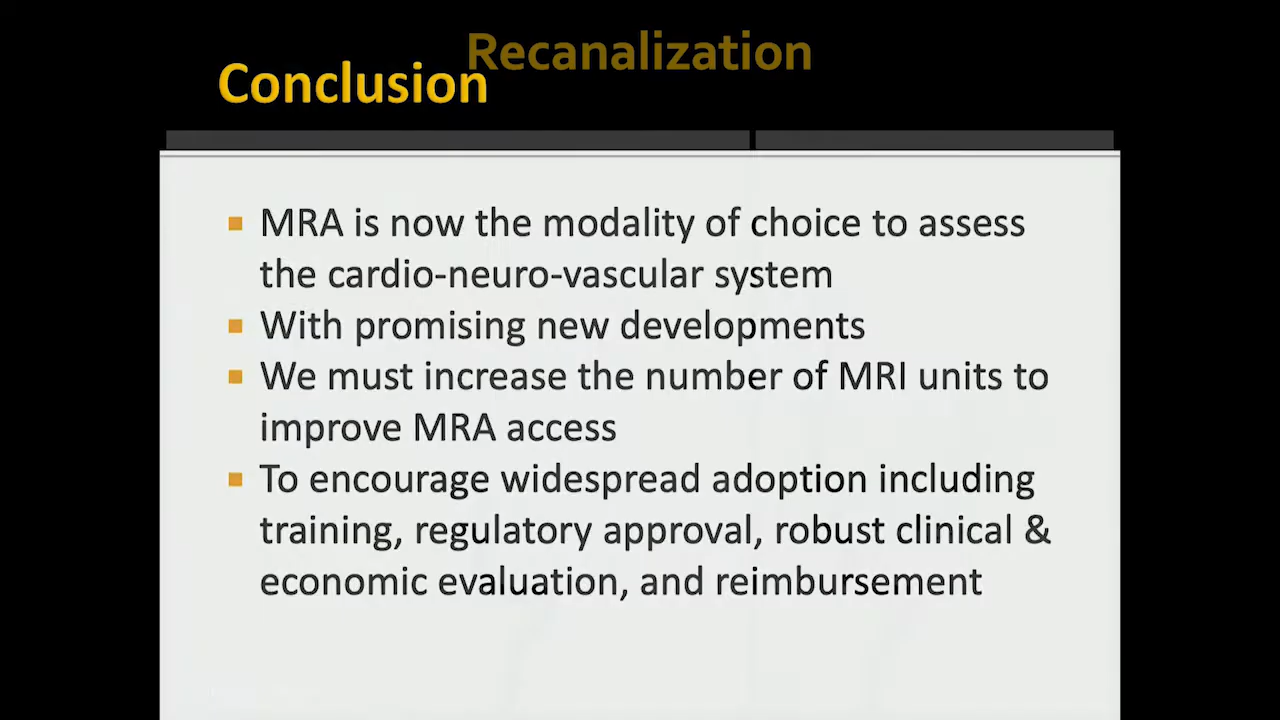 Recanalization
Conclusion
MRA is now the modality of choice to assess
the cardio-neuro-vascular system
With promising new developments
We must increase the number of MRI units to
improve MRA access
To encourage widespread adoption including
training, regulatory approval, robust clinical &
economic evaluation, and reimbursement